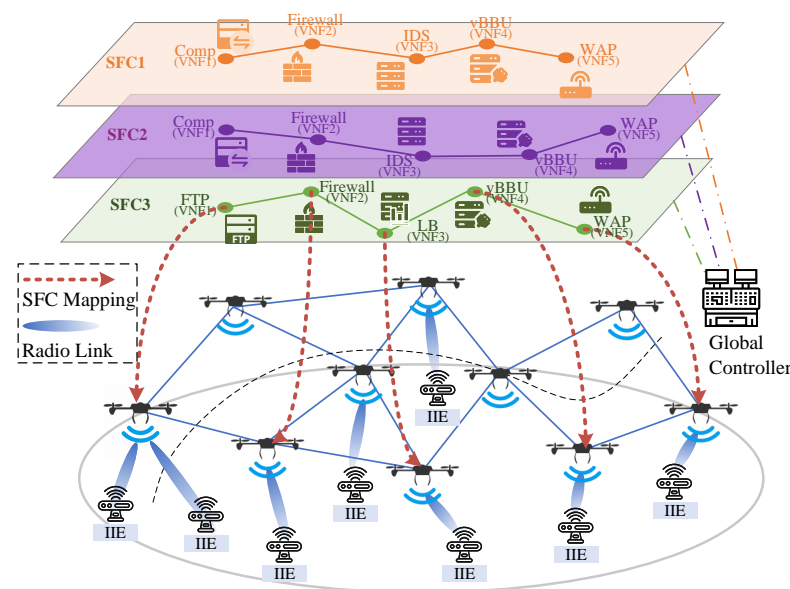 SFC1
Comp
(VNF1)
Firewall
(VNF2)
IDS
(VNF3)
vBBU
(VNF4)
WAP
(VNF5)
SFC2
Comp
(VNF1)
Firewall
(VNF2)
IDS
(VNF3)
vBBU
(VNF4)
WAP
(VNF5)
SFC3
FTP
(VNF1)
FTP
Firewall
(VNF2)
LB
(VNF3)
vBBU
(VNF4)
WAP
(VNF5)
SFC Mapping
Radio Link
Global
Controller
IIE
IIE
IIE
IIE
IIE
IIE
IIE
IIE